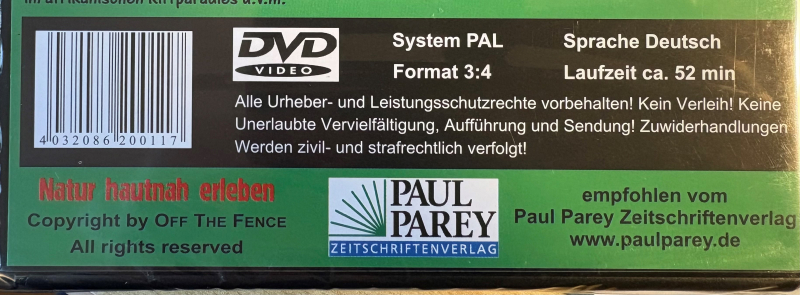 DVD
VIDEO
System PAL
Format 3:4
Sprache Deutsch
Laufzeit ca. 52 min
Alle Urheber- und Leistungsschutzrechte vorbehalten! Kein Verleih! Keine
Unerlaubte Vervielfältigung, Aufführung und Sendung! Zuwiderhandlungen
Werden zivil- und strafrechtlich verfolgt!
4 032086 200117
Natur hautnah erleben
Copyright by OFF THE FENCE
All rights reserved
PAUL
PAREY
ZEITSCHRIFTENVERLAG
empfohlen vom
Paul Parey Zeitschriftenverlag
www.paulparey.de